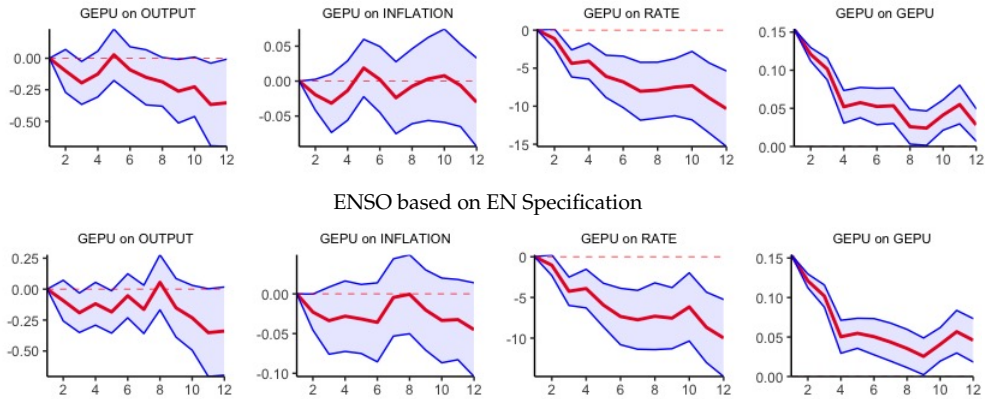 GEPU on OUTPUT GEPU on INFLATION GEPU on RATE GEPU on GEPU
0.00 -0.25 -0.50 2 4 6 8 10 12
0.05 0.00 -0.05 2 4 6 8 10 12
0 -5 -10 -15 2 4 6 8 10 12
0.15 0.10 0.05 0.00 2 4 6 8 10 12
ENSO based on EN Specification
GEPU on OUTPUT GEPU on INFLATION GEPU on RATE GEPU on GEPU
0.25 0.00 -0.25 -0.50 2 4 6 8 10 12
0.00 -0.05 -0.10 2 4 6 8 10 12
0 -5 -10 2 4 6 8 10 12
0.15 0.10 0.05 0.00 2 4 6 8 10 12